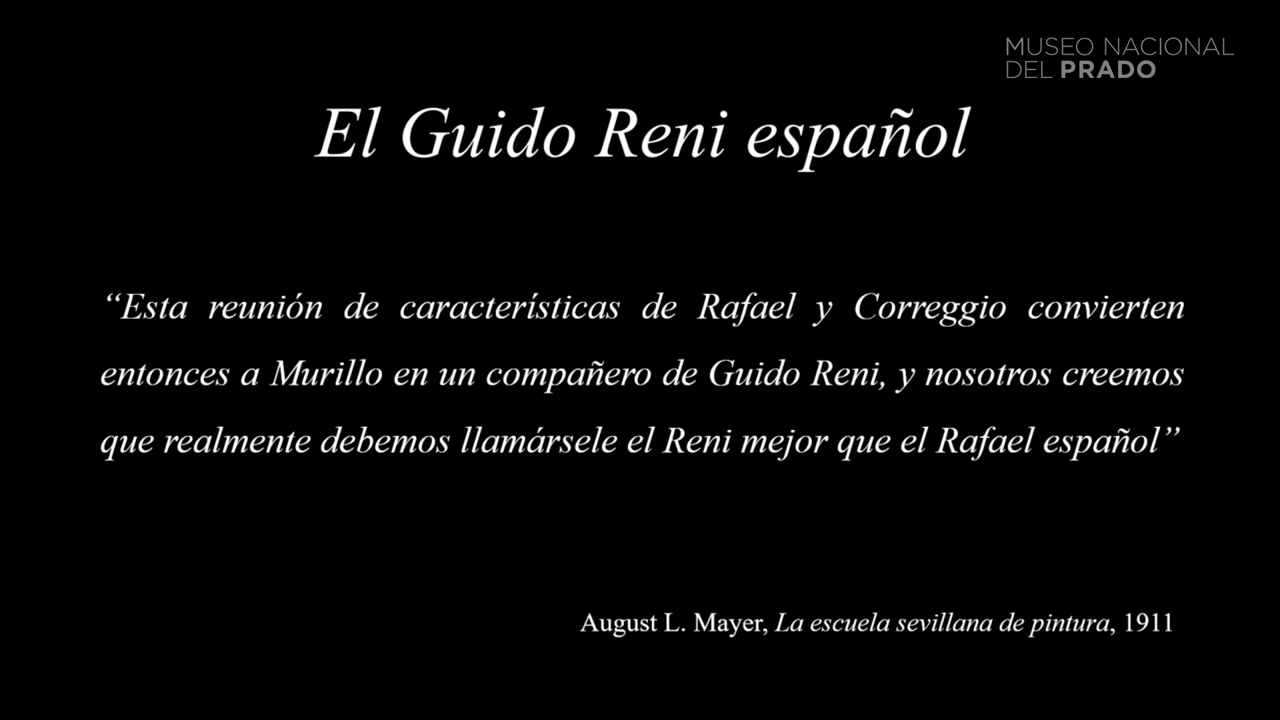 MUSEO NACIONAL
DEL PRADO
El Guido Reni español
“Esta reunión de características de Rafael y Correggio convierten
entonces a Murillo en un compañero de Guido Reni, y nosotros creemos
que realmente debemos llamársele el Reni mejor que el Rafael español”
August L. Mayer, La escuela sevillana de pintura, 1911